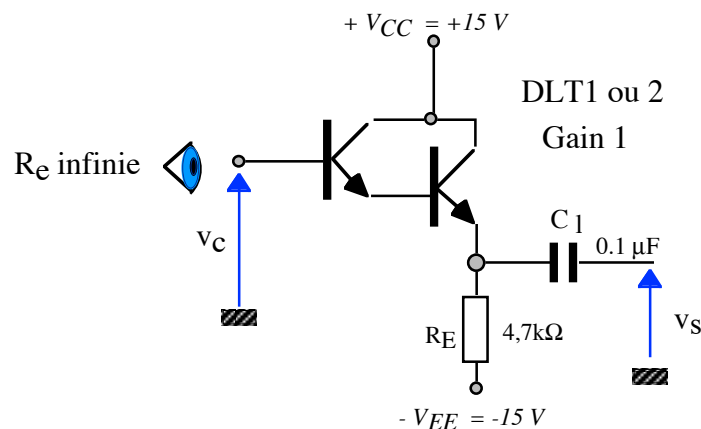 + VCC = +15 V
DLT1 ou 2
Gain 1
Re infinie
vc
C1
0.1 µF
RE
4,7kΩ
vs
- VEE = -15 V